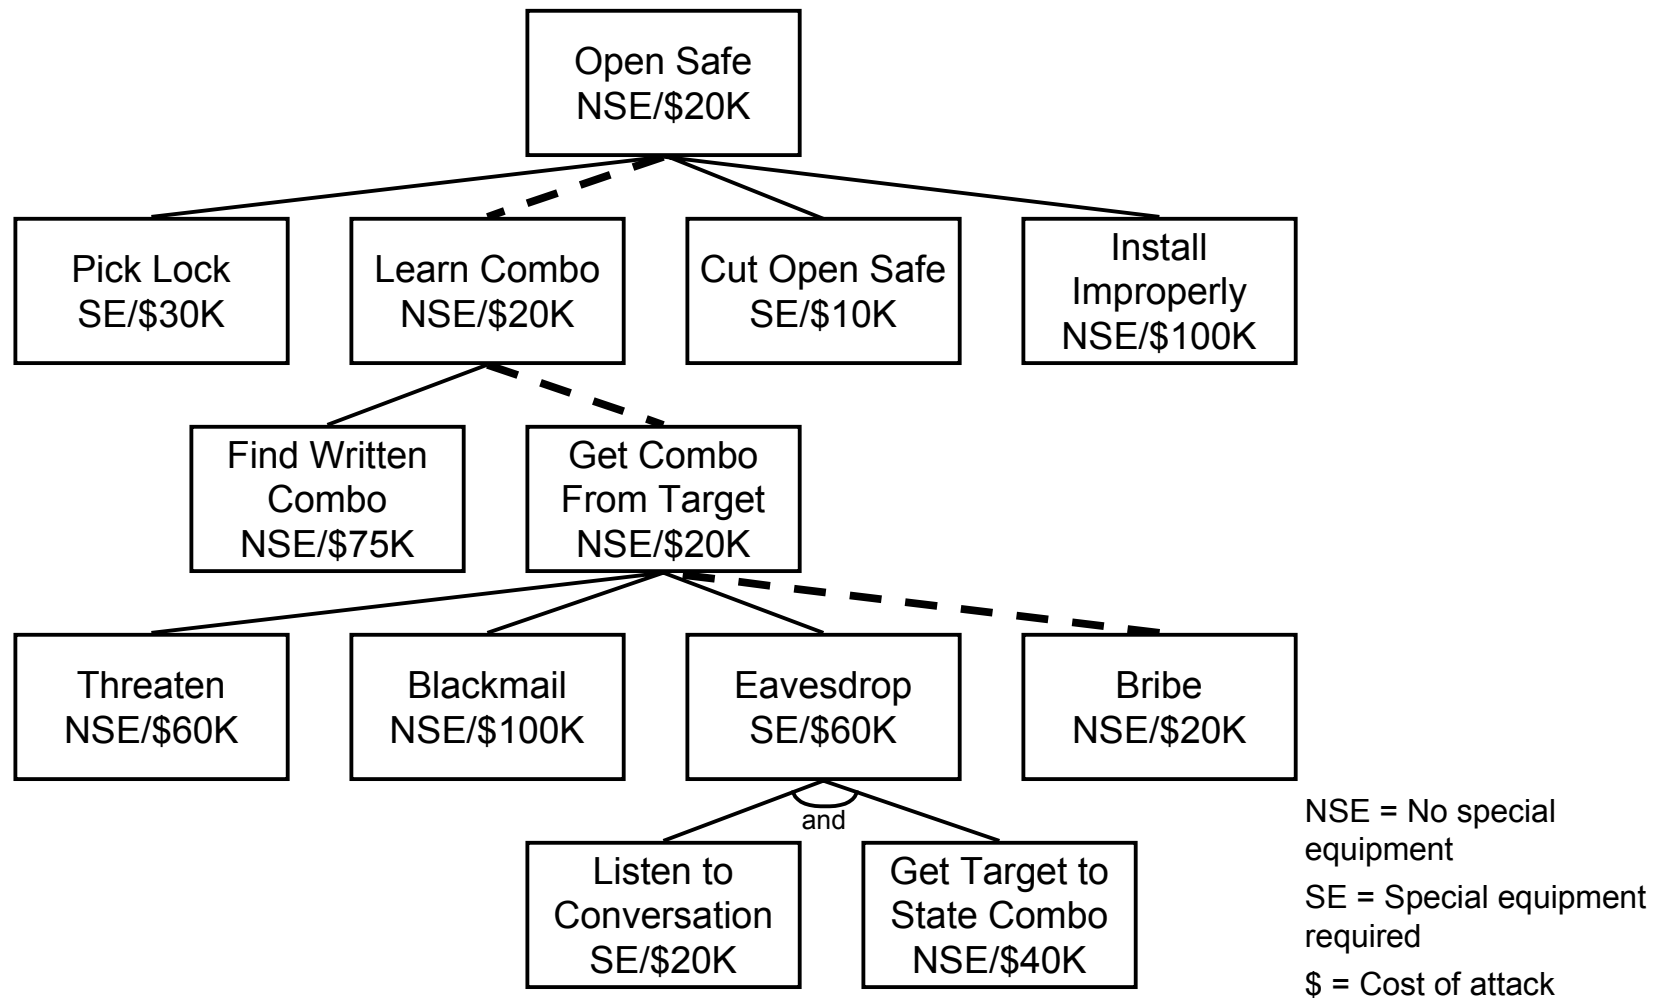 Open Safe
NSE/$20K
Pick Lock
SE/$30K
Learn Combo
NSE/$20K
Cut Open Safe
SE/$10K
Install
Improperly
NSE/$100K
Find Written
Combo
NSE/$75K
Get Combo
From Target
NSE/$20K
Threaten
NSE/$60K
Blackmail
NSE/$100K
Eavesdrop
SE/$60K
Bribe
NSE/$20K
and
Listen to
Conversation
SE/$20K
Get Target to
State Combo
NSE/$40K
NSE = No special
equipment
SE = Special equipment
required
$ = Cost of attack